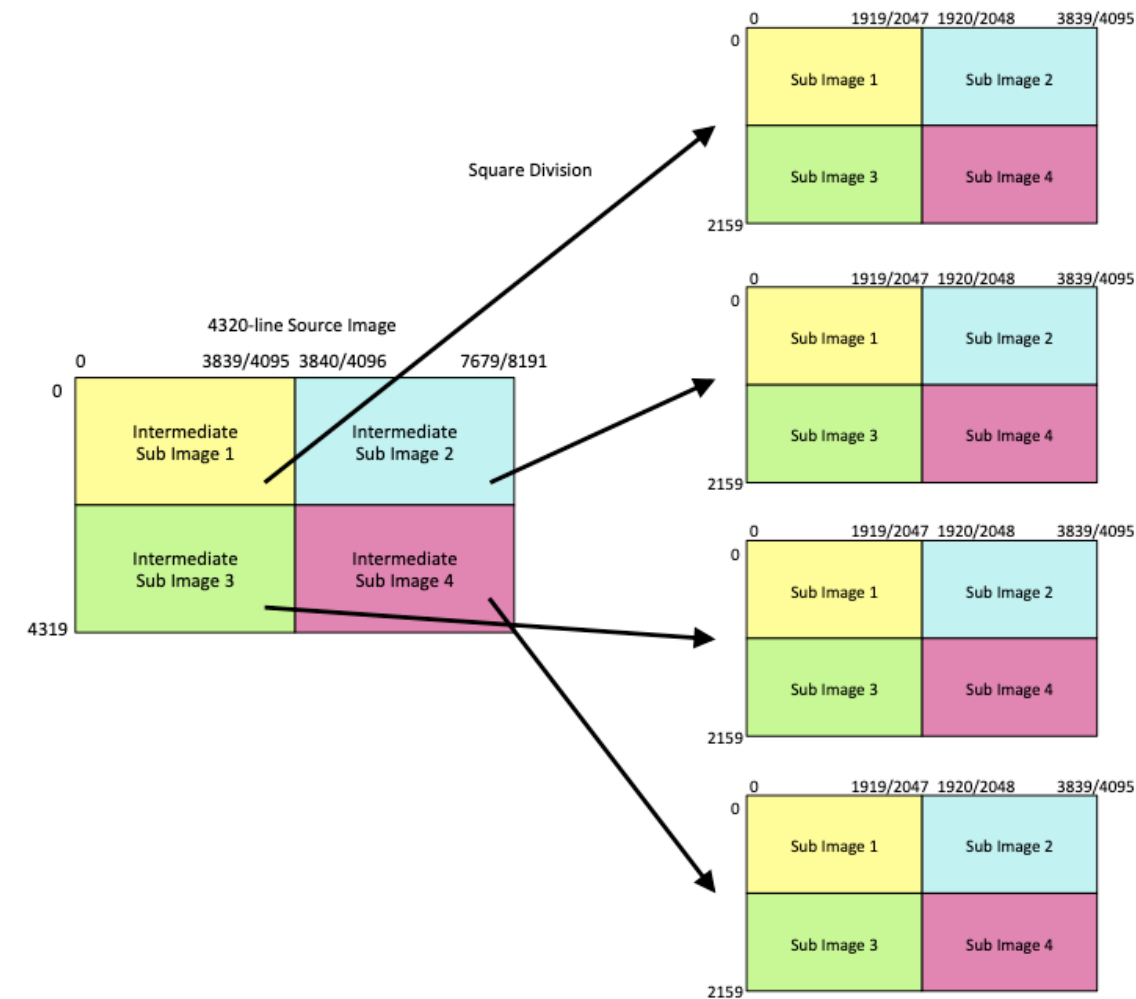 0 1919/2047 1920/2048 3839/4095
0
Sub Image 1 Sub Image 2
Sub Image 3 Sub Image 4
2159
Square Division
0 1919/2047 1920/2048 3839/4095
0
Sub Image 1 Sub Image 2
Sub Image 3 Sub Image 4
2159
4320-line Source Image
0 3839/4095 3840/4096 7679/8191
0
Intermediate
Sub Image 1
Intermediate
Sub Image 2
Intermediate
Sub Image 3
Intermediate
Sub Image 4
4319
0 1919/2047 1920/2048 3839/4095
0
Sub Image 1 Sub Image 2
Sub Image 3 Sub Image 4
2159
0 1919/2047 1920/2048 3839/4095
0
Sub Image 1 Sub Image 2
Sub Image 3 Sub Image 4
2159